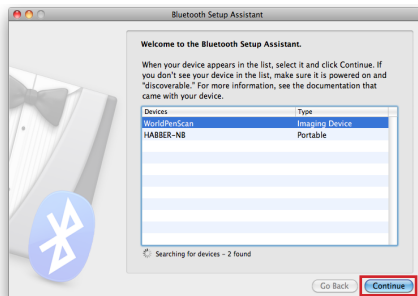 Bluetooth Setup Assistant
Welcome to the Bluetooth Setup Assistant.
When your device appears in the list, select it and click Continue. If
you don't see your device in the list, make sure it is powered on and
"discoverable." For more information, see the documentation that
came with your device.
Devices Type
WorldPenScan Imaging Device
HABBER-NB Portable
Searching for devices – 2 found
Go Back Continue